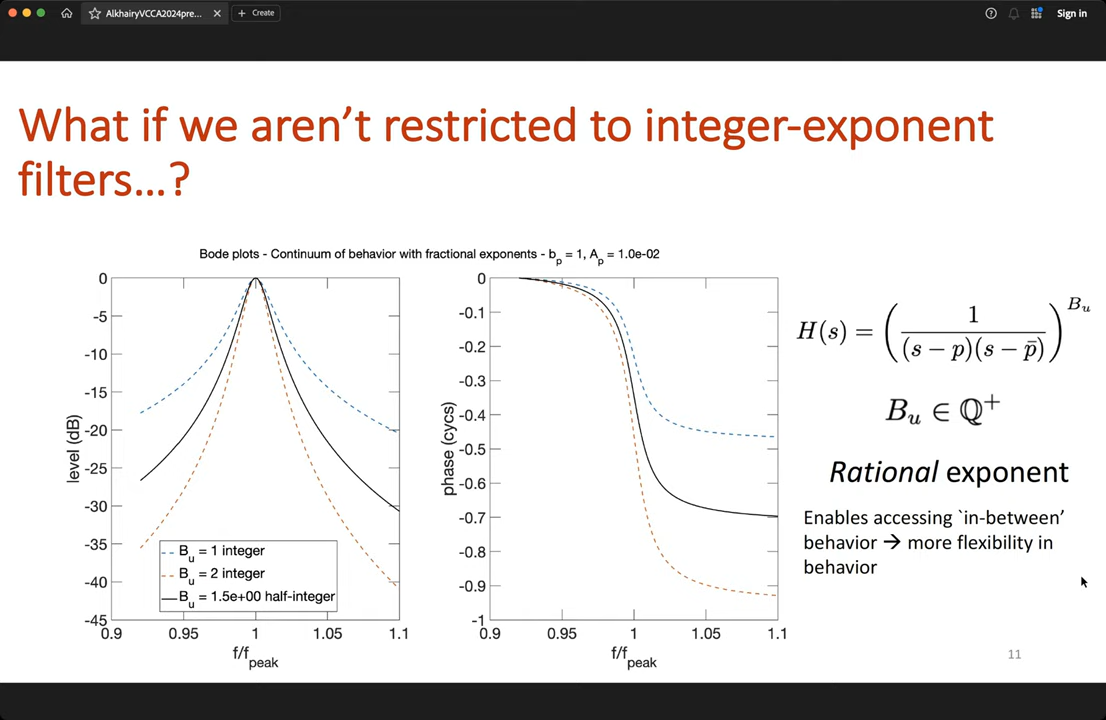 AlkhairyVCCA2024pre...
Create
Sign in
What if we aren't restricted to integer-exponent
filters...?
Bode plots - Continuum of behavior with fractional exponents - b_p = 1, A_p = 1.0e-02
level (dB)
0
-5
-10
-15
-20
-25
-30
-35
-40
-45
B_u = 1 integer
B_u = 2 integer
B_u = 1.5e+00 half-integer
0.9 0.95 1 1.05 1.1
f/f_peak
phase (cycs)
0
-0.1
-0.2
-0.3
-0.4
-0.5
-0.6
-0.7
-0.8
-0.9
-1
0.9 0.95 1 1.05 1.1
f/f_peak
H(s) = (1/((s − p)(s − p̄)))^{B_u}
B_u ∈ ℚ⁺
Rational exponent
Enables accessing `in-between'
behavior → more flexibility in
behavior
11